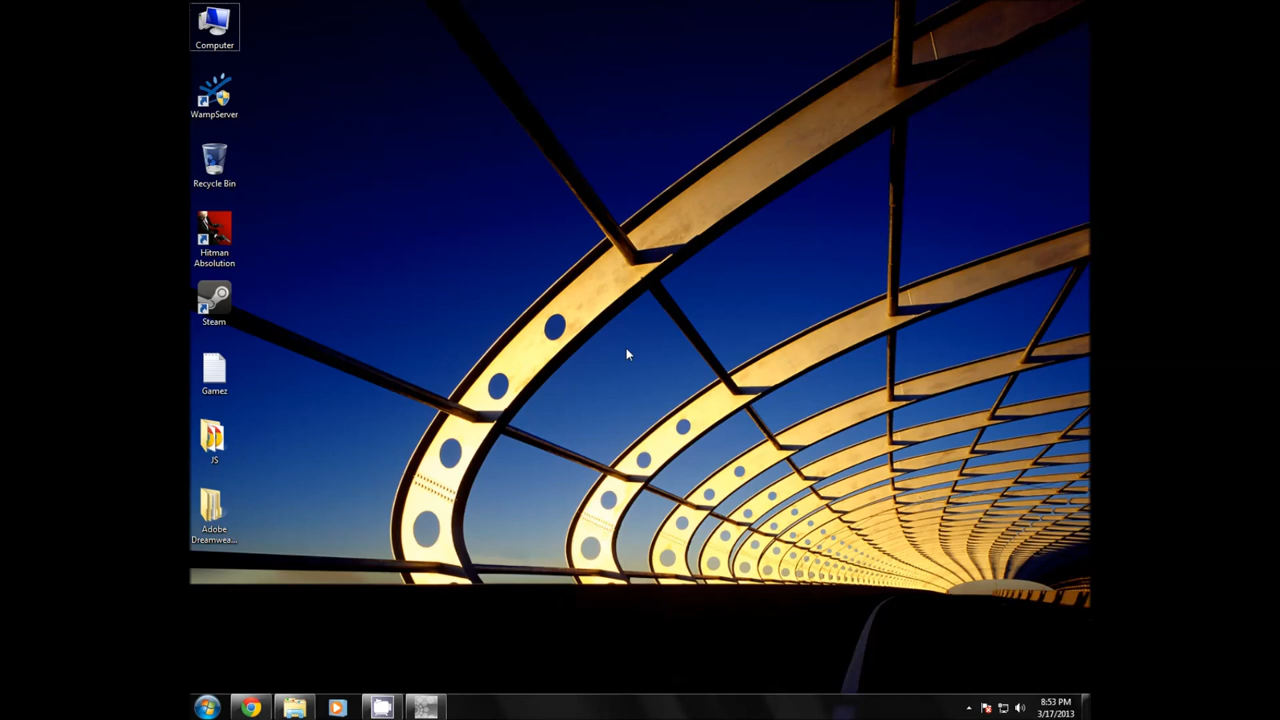 Computer
WampServer
Recycle Bin
Hitman
Absolution
Steam
Gamez
JS
Adobe
Dreamwea...
8:53 PM
3/17/2013